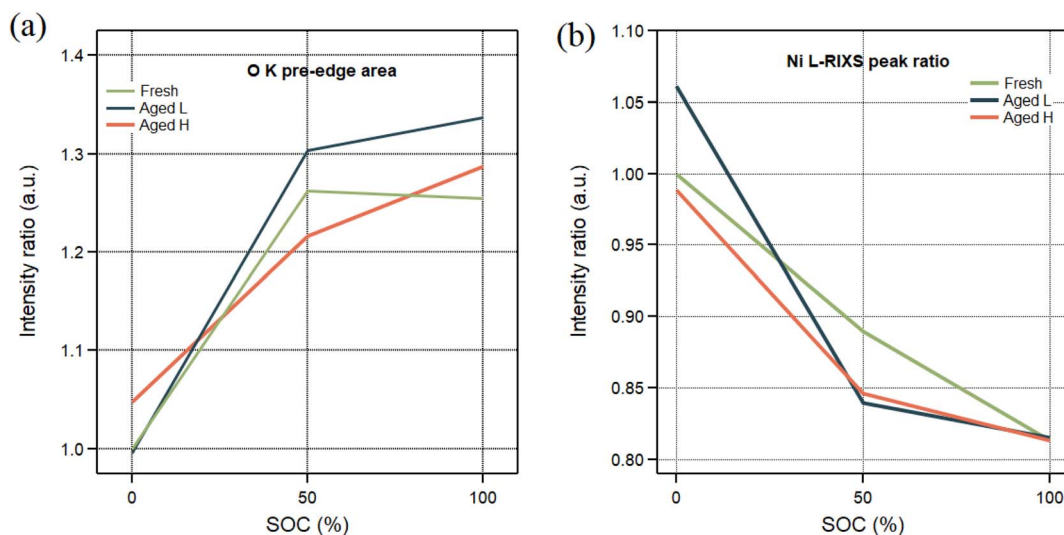 (a)
O K pre-edge area
Fresh
Aged L
Aged H
Intensity ratio (a.u.)
1.4
1.3
1.2
1.1
1.0
0
50
100
SOC (%)
(b)
Ni L-RIXS peak ratio
Fresh
Aged L
Aged H
Intensity ratio (a.u.)
1.10
1.05
1.00
0.95
0.90
0.85
0.80
0
50
100
SOC (%)